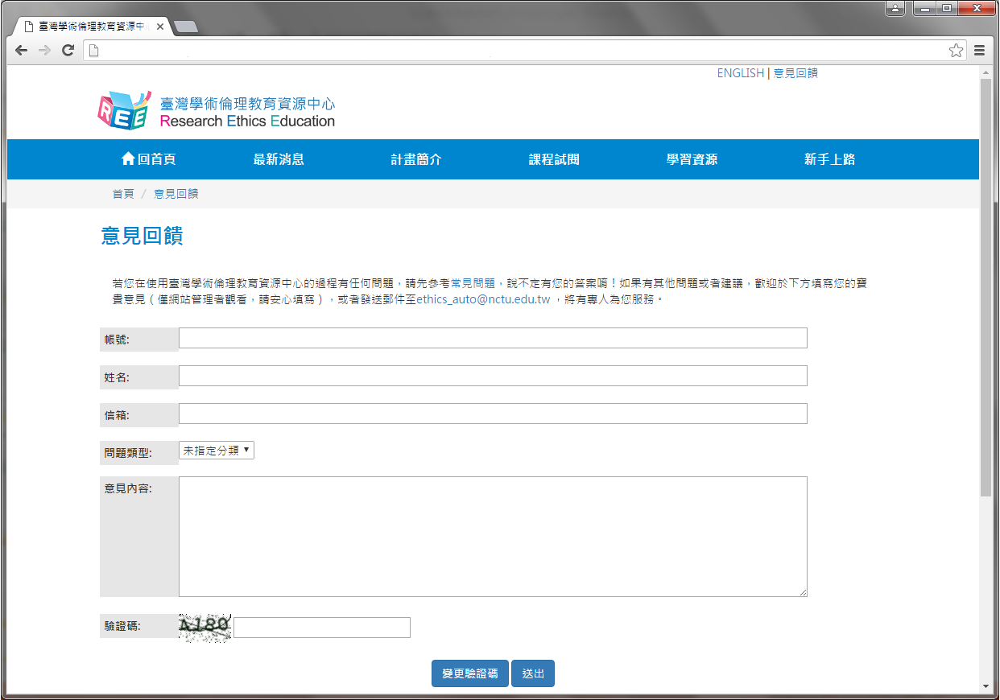 臺灣學術倫理教育資源中
ENGLISH | 意見回饋
REE
臺灣學術倫理教育資源中心
Research Ethics Education
回首頁 最新消息 計畫簡介 課程試閱 學習資源 新手上路
首頁 / 意見回饋
意見回饋
若您在使用臺灣學術倫理教育資源中心的過程有任何問題，請先參考常見問題，說不定有您的答案唷！如果有其他問題或者建議，歡迎於下方填寫您的寶
貴意見（僅網站管理者觀看，請安心填寫），或者發送郵件至ethics_auto@nctu.edu.tw ，將有專人為您服務。
帳號:
姓名:
信箱:
問題類型: 未指定分類
意見內容:
驗證碼: A180
變更驗證碼 送出